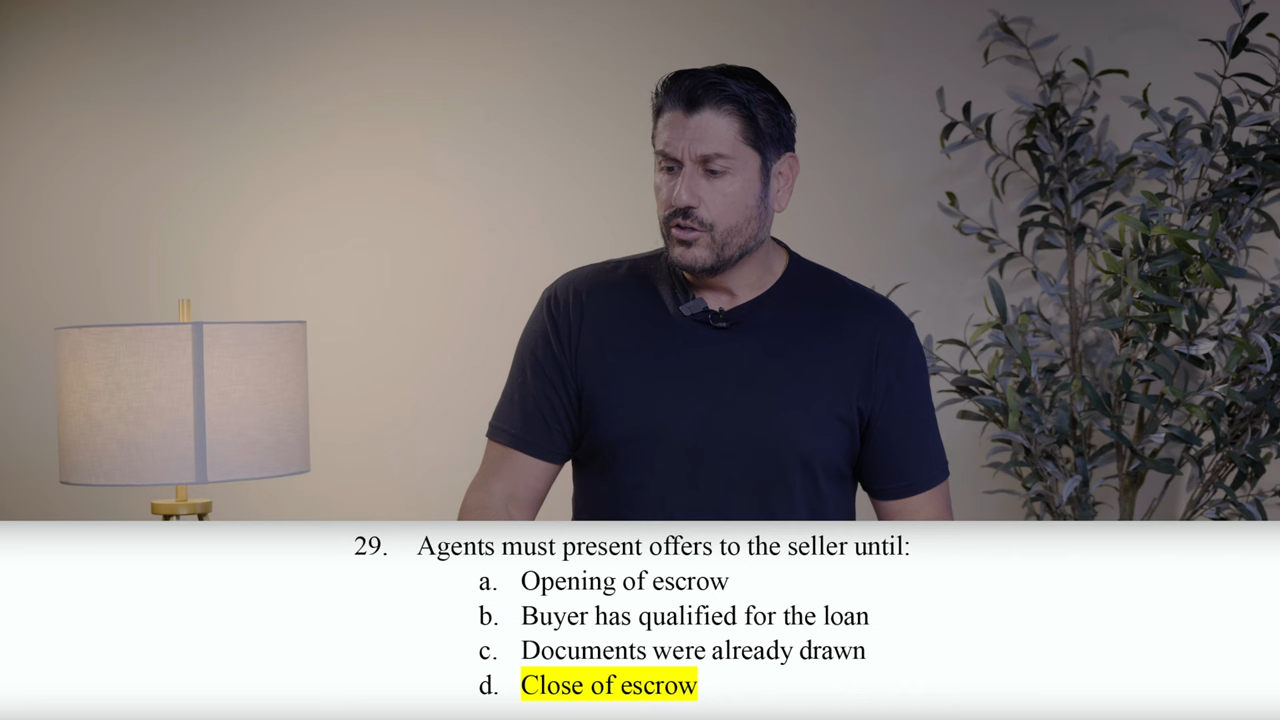 29. Agents must present offers to the seller until:
a. Opening of escrow
b. Buyer has qualified for the loan
c. Documents were already drawn
d. Close of escrow